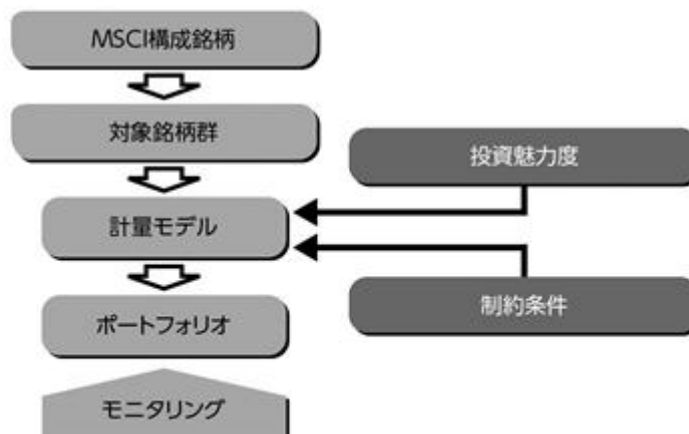 MSCI構成銘柄
対象銘柄群
投資魅力度
計量モデル
制約条件
ポートフォリオ
モニタリング